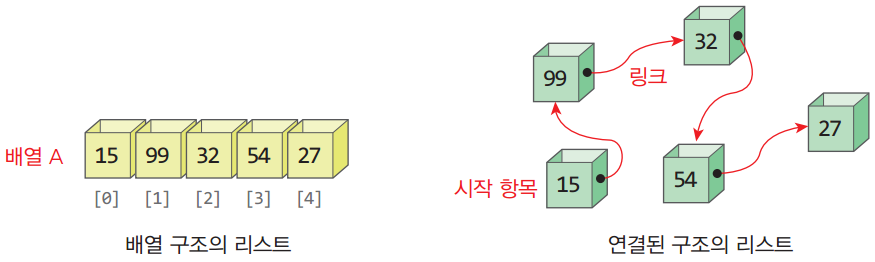 배열 A
15 99 32 54 27
[0] [1] [2] [3] [4]
배열 구조의 리스트
99
링크
32
시작 항목
15
54
27
연결된 구조의 리스트